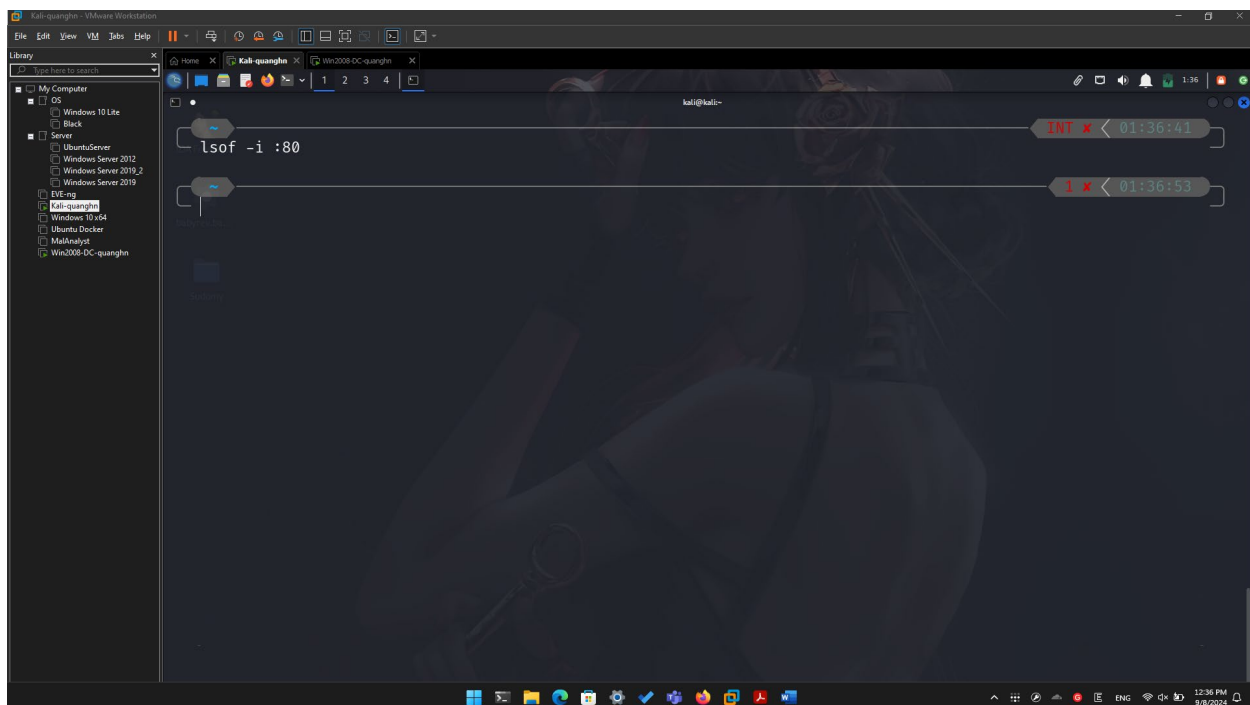 Kali-quanghn - VMware Workstation
File Edit View VM Tabs Help
Library
Type here to search
My Computer
OS
Windows 10 Lite
Black
Server
UbuntuServer
Windows Server 2012
Windows Server 2019_2
Windows Server 2019
EVE-ng
Kali-quanghn
Windows 10 x64
Ubuntu Docker
MalAnalyst
Win2008-DC-quanghn
Home Kali-quanghn Win2008-DC-quanghn
1 2 3 4 1:36
kali@kali:~
~ INT ✘ 01:36:41
lsof -i :80
~ 1 ✘ 01:36:53
ENG 12:36 PM
9/8/2024